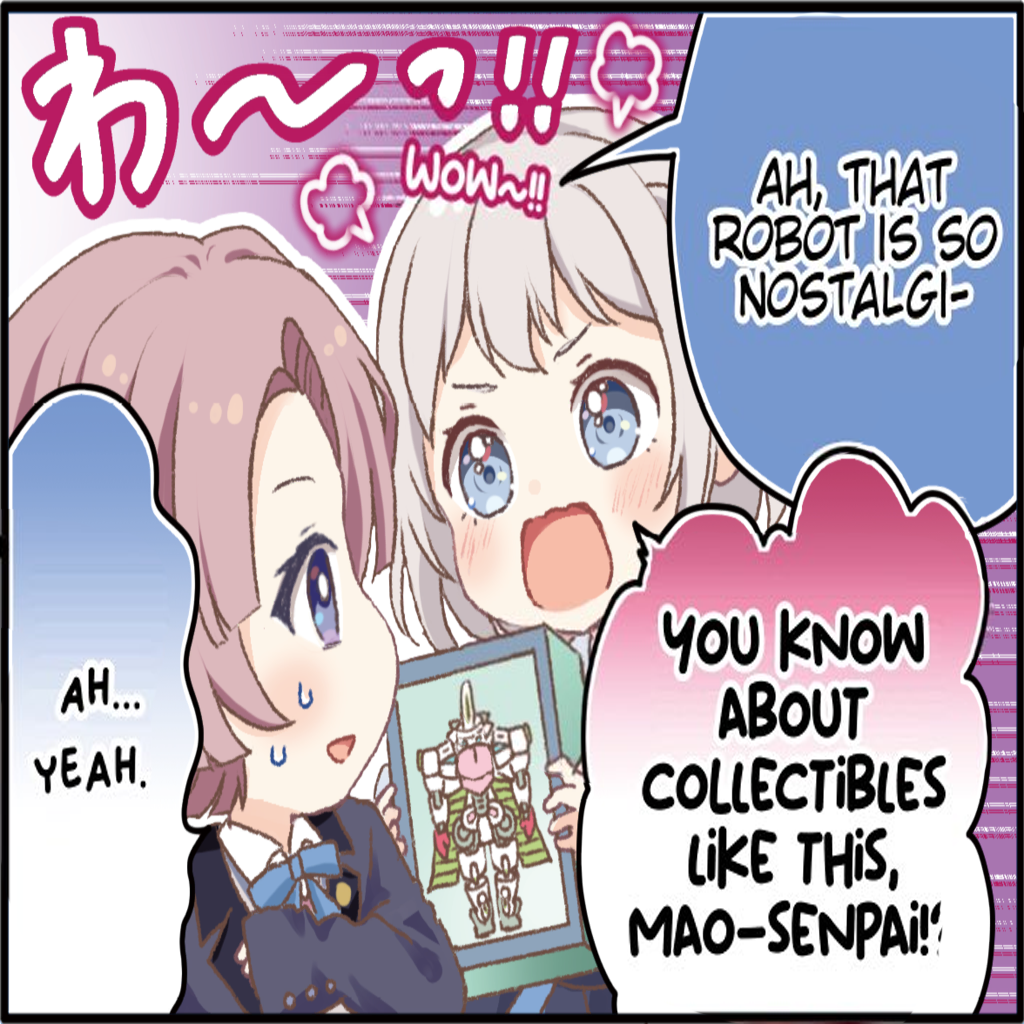 わ～っ!!
WOW~!!
AH, THAT
ROBOT IS SO
NOSTALGI-
YOU KNOW
ABOUT
COLLECTIBLES
LIKE THIS,
MAO-SENPAI!?
AH...
YEAH.